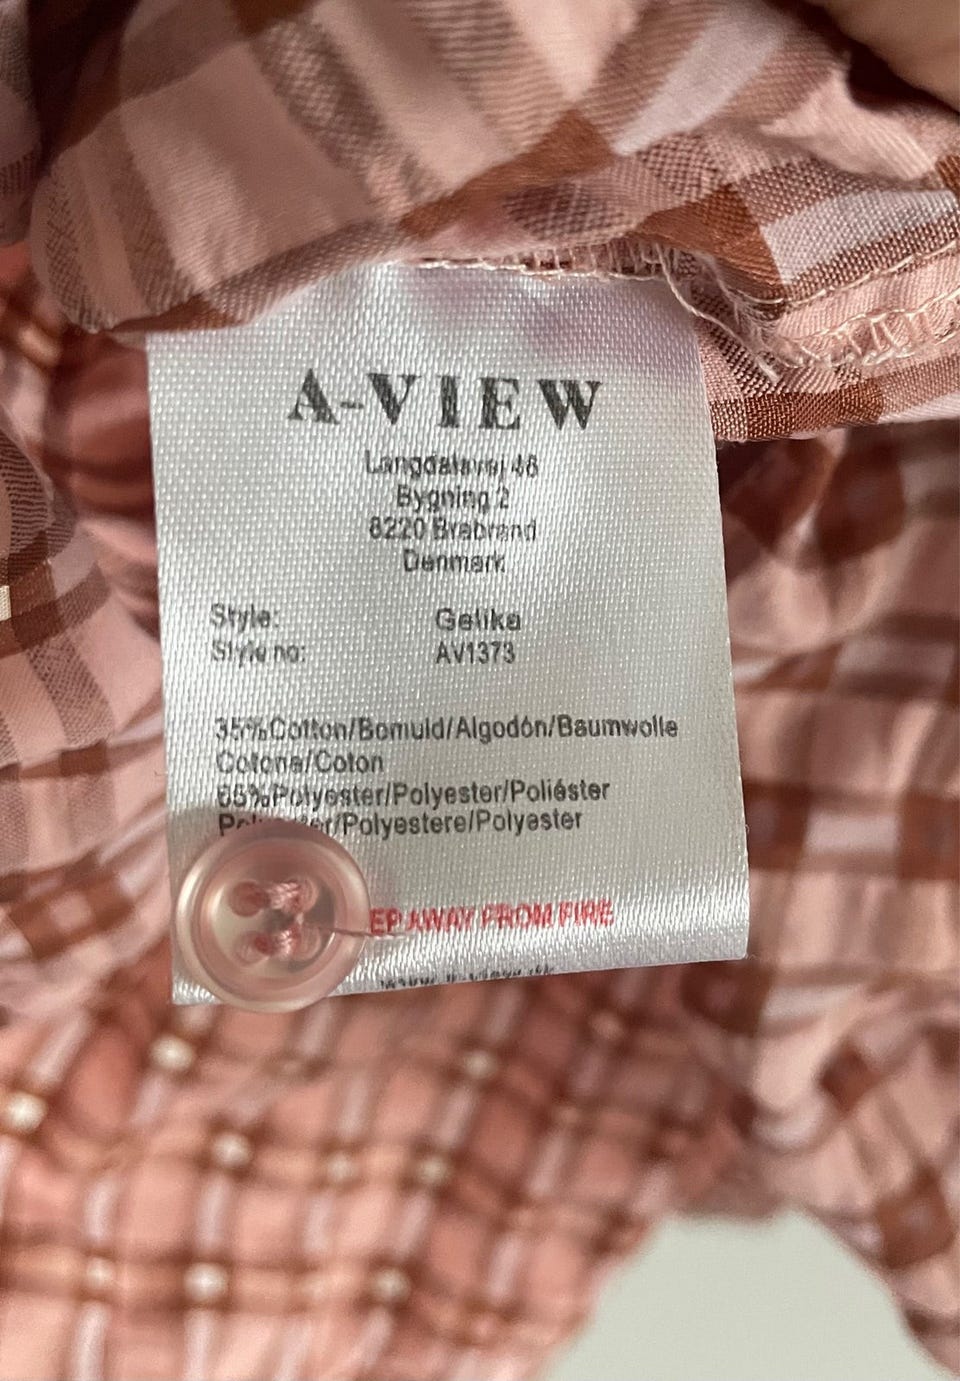 A-VIEW
Langdalsvej 46
Bygning 2
8220 Brabrand
Denmark
Style: Gelika
Style no: AV1373
35%Cotton/Bomuld/Algodón/Baumwolle
Cotone/Coton
65%Polyester/Polyester/Poliéster
/Polyestere/Polyester
EP AWAY FROM FIRE